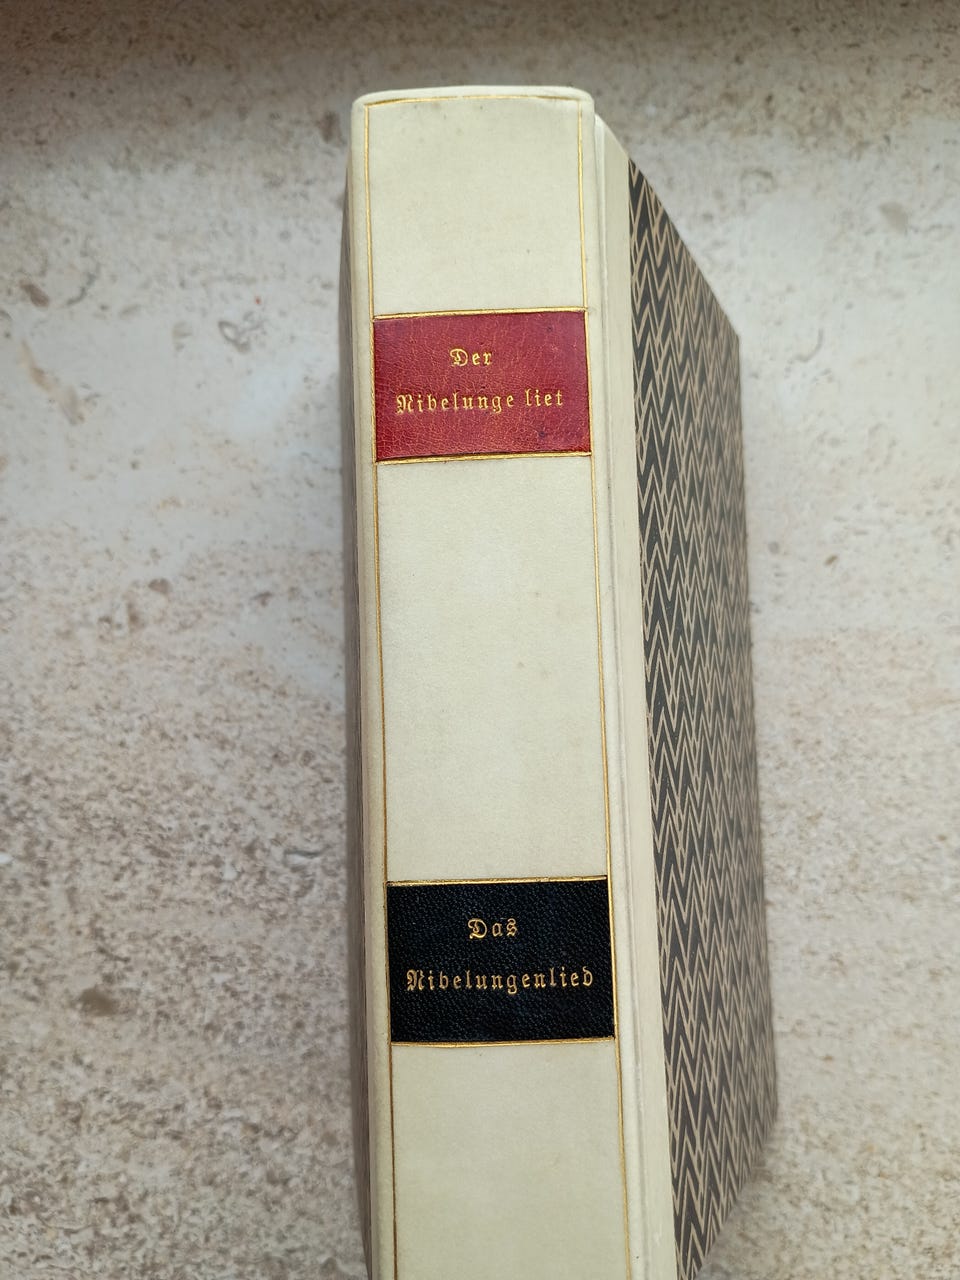 Der
Nibelunge liet
Das
Nibelungenlied